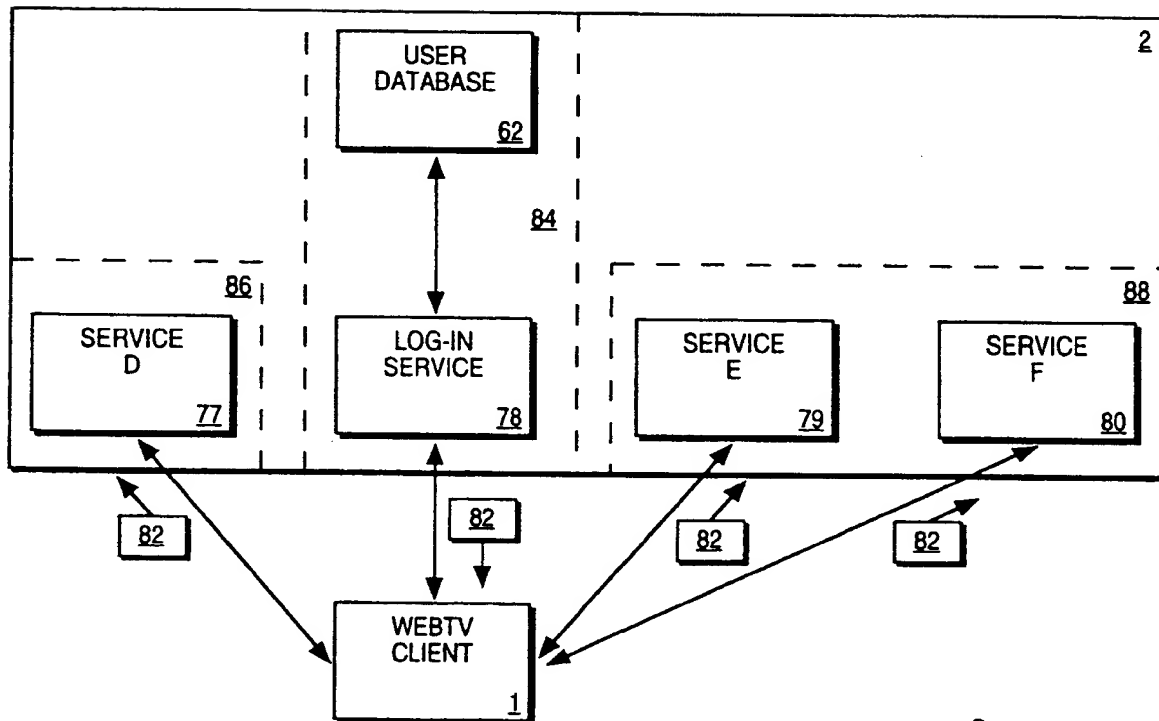 2
USER
DATABASE
62
84
86
88
SERVICE
D
77
LOG-IN
SERVICE
78
SERVICE
E
79
SERVICE
F
80
82
82
82
82
WEBTV
CLIENT
1